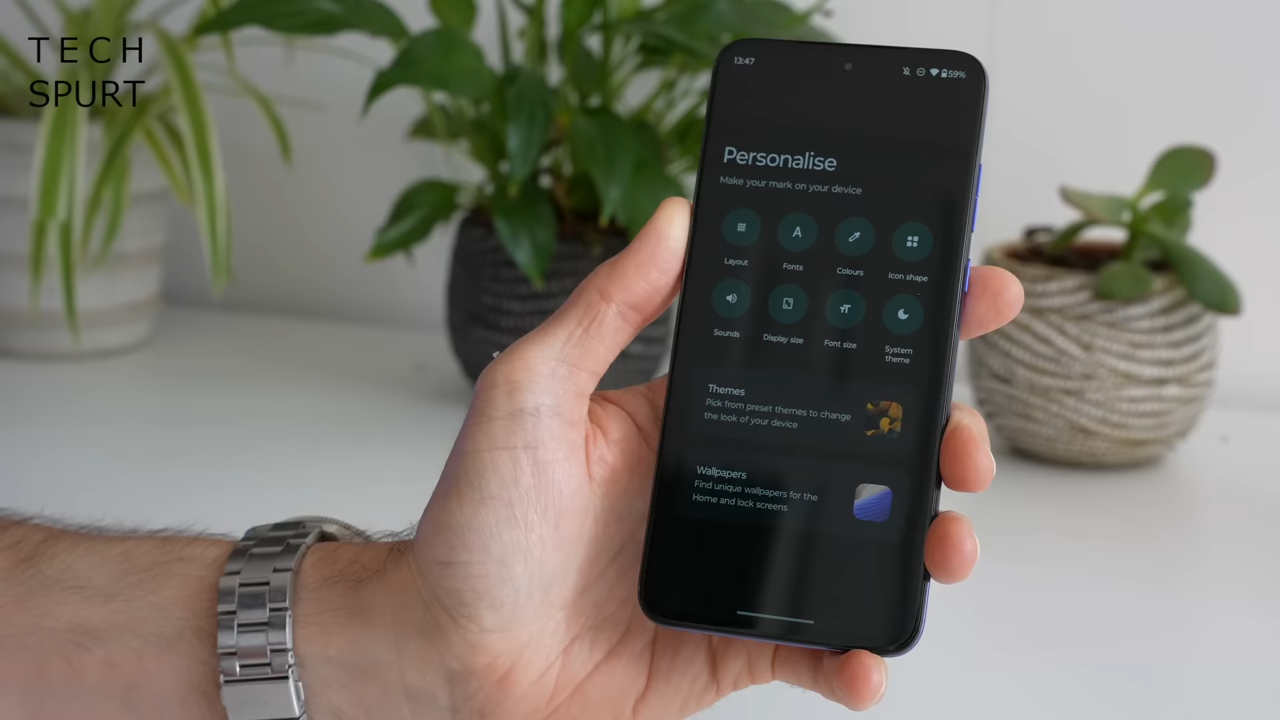 TECH
SPURT
13:47
59%
Personalise
Make your mark on your device
A
Layout
Fonts
Colours
Icon shape
TT
Sounds
Display size
Font size
System
theme
Themes
Pick from preset themes to change
the look of your device
Wallpapers
Find unique wallpapers for the
Home and lock screens